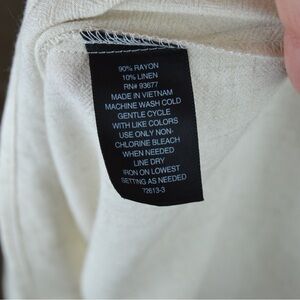 90% RAYON
10% LINEN
RN# 93677
MADE IN VIETNAM
MACHINE WASH COLD
GENTLE CYCLE
WITH LIKE COLORS
USE ONLY NON-
CHLORINE BLEACH
WHEN NEEDED
LINE DRY
IRON ON LOWEST
SETTING AS NEEDED
72613-3